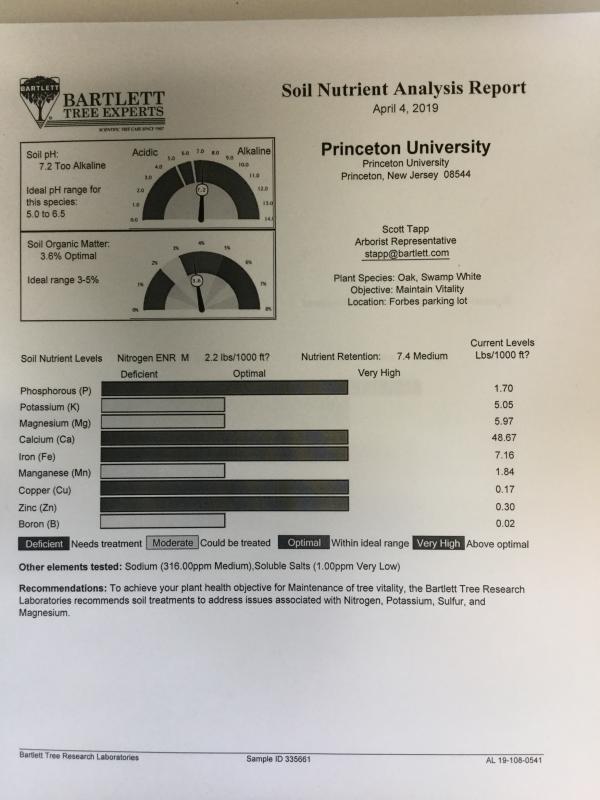 BARTLETT
BARTLETT
TREE EXPERTS
SCIENTIFIC TREE CARE SINCE 1907
Soil Nutrient Analysis Report
April 4, 2019
Soil pH:
7.2 Too Alkaline
Ideal pH range for
this species:
5.0 to 6.5
Acidic
Alkaline
0.0
1.0
2.0
3.0
4.0
5.0
6.0
7.0
8.0
9.0
10.0
11.0
12.0
13.0
14.0
7.2
Princeton University
Princeton University
Princeton, New Jersey 08544
Soil Organic Matter:
3.6% Optimal
Ideal range 3-5%
0%
1%
2%
3%
4%
5%
6%
7%
8%
3.6
Scott Tapp
Arborist Representative
stapp@bartlett.com
Plant Species: Oak, Swamp White
Objective: Maintain Vitality
Location: Forbes parking lot
Soil Nutrient Levels Nitrogen ENR M 2.2 lbs/1000 ft? Nutrient Retention: 7.4 Medium
Current Levels
Lbs/1000 ft?
Deficient Optimal Very High
Phosphorous (P) 1.70
Potassium (K) 5.05
Magnesium (Mg) 5.97
Calcium (Ca) 48.67
Iron (Fe) 7.16
Manganese (Mn) 1.84
Copper (Cu) 0.17
Zinc (Zn) 0.30
Boron (B) 0.02
Deficient Needs treatment Moderate Could be treated Optimal Within ideal range Very High Above optimal
Other elements tested: Sodium (316.00ppm Medium),Soluble Salts (1.00ppm Very Low)
Recommendations: To achieve your plant health objective for Maintenance of tree vitality, the Bartlett Tree Research
Laboratories recommends soil treatments to address issues associated with Nitrogen, Potassium, Sulfur, and
Magnesium.
Bartlett Tree Research Laboratories Sample ID 335661 AL 19-108-0541